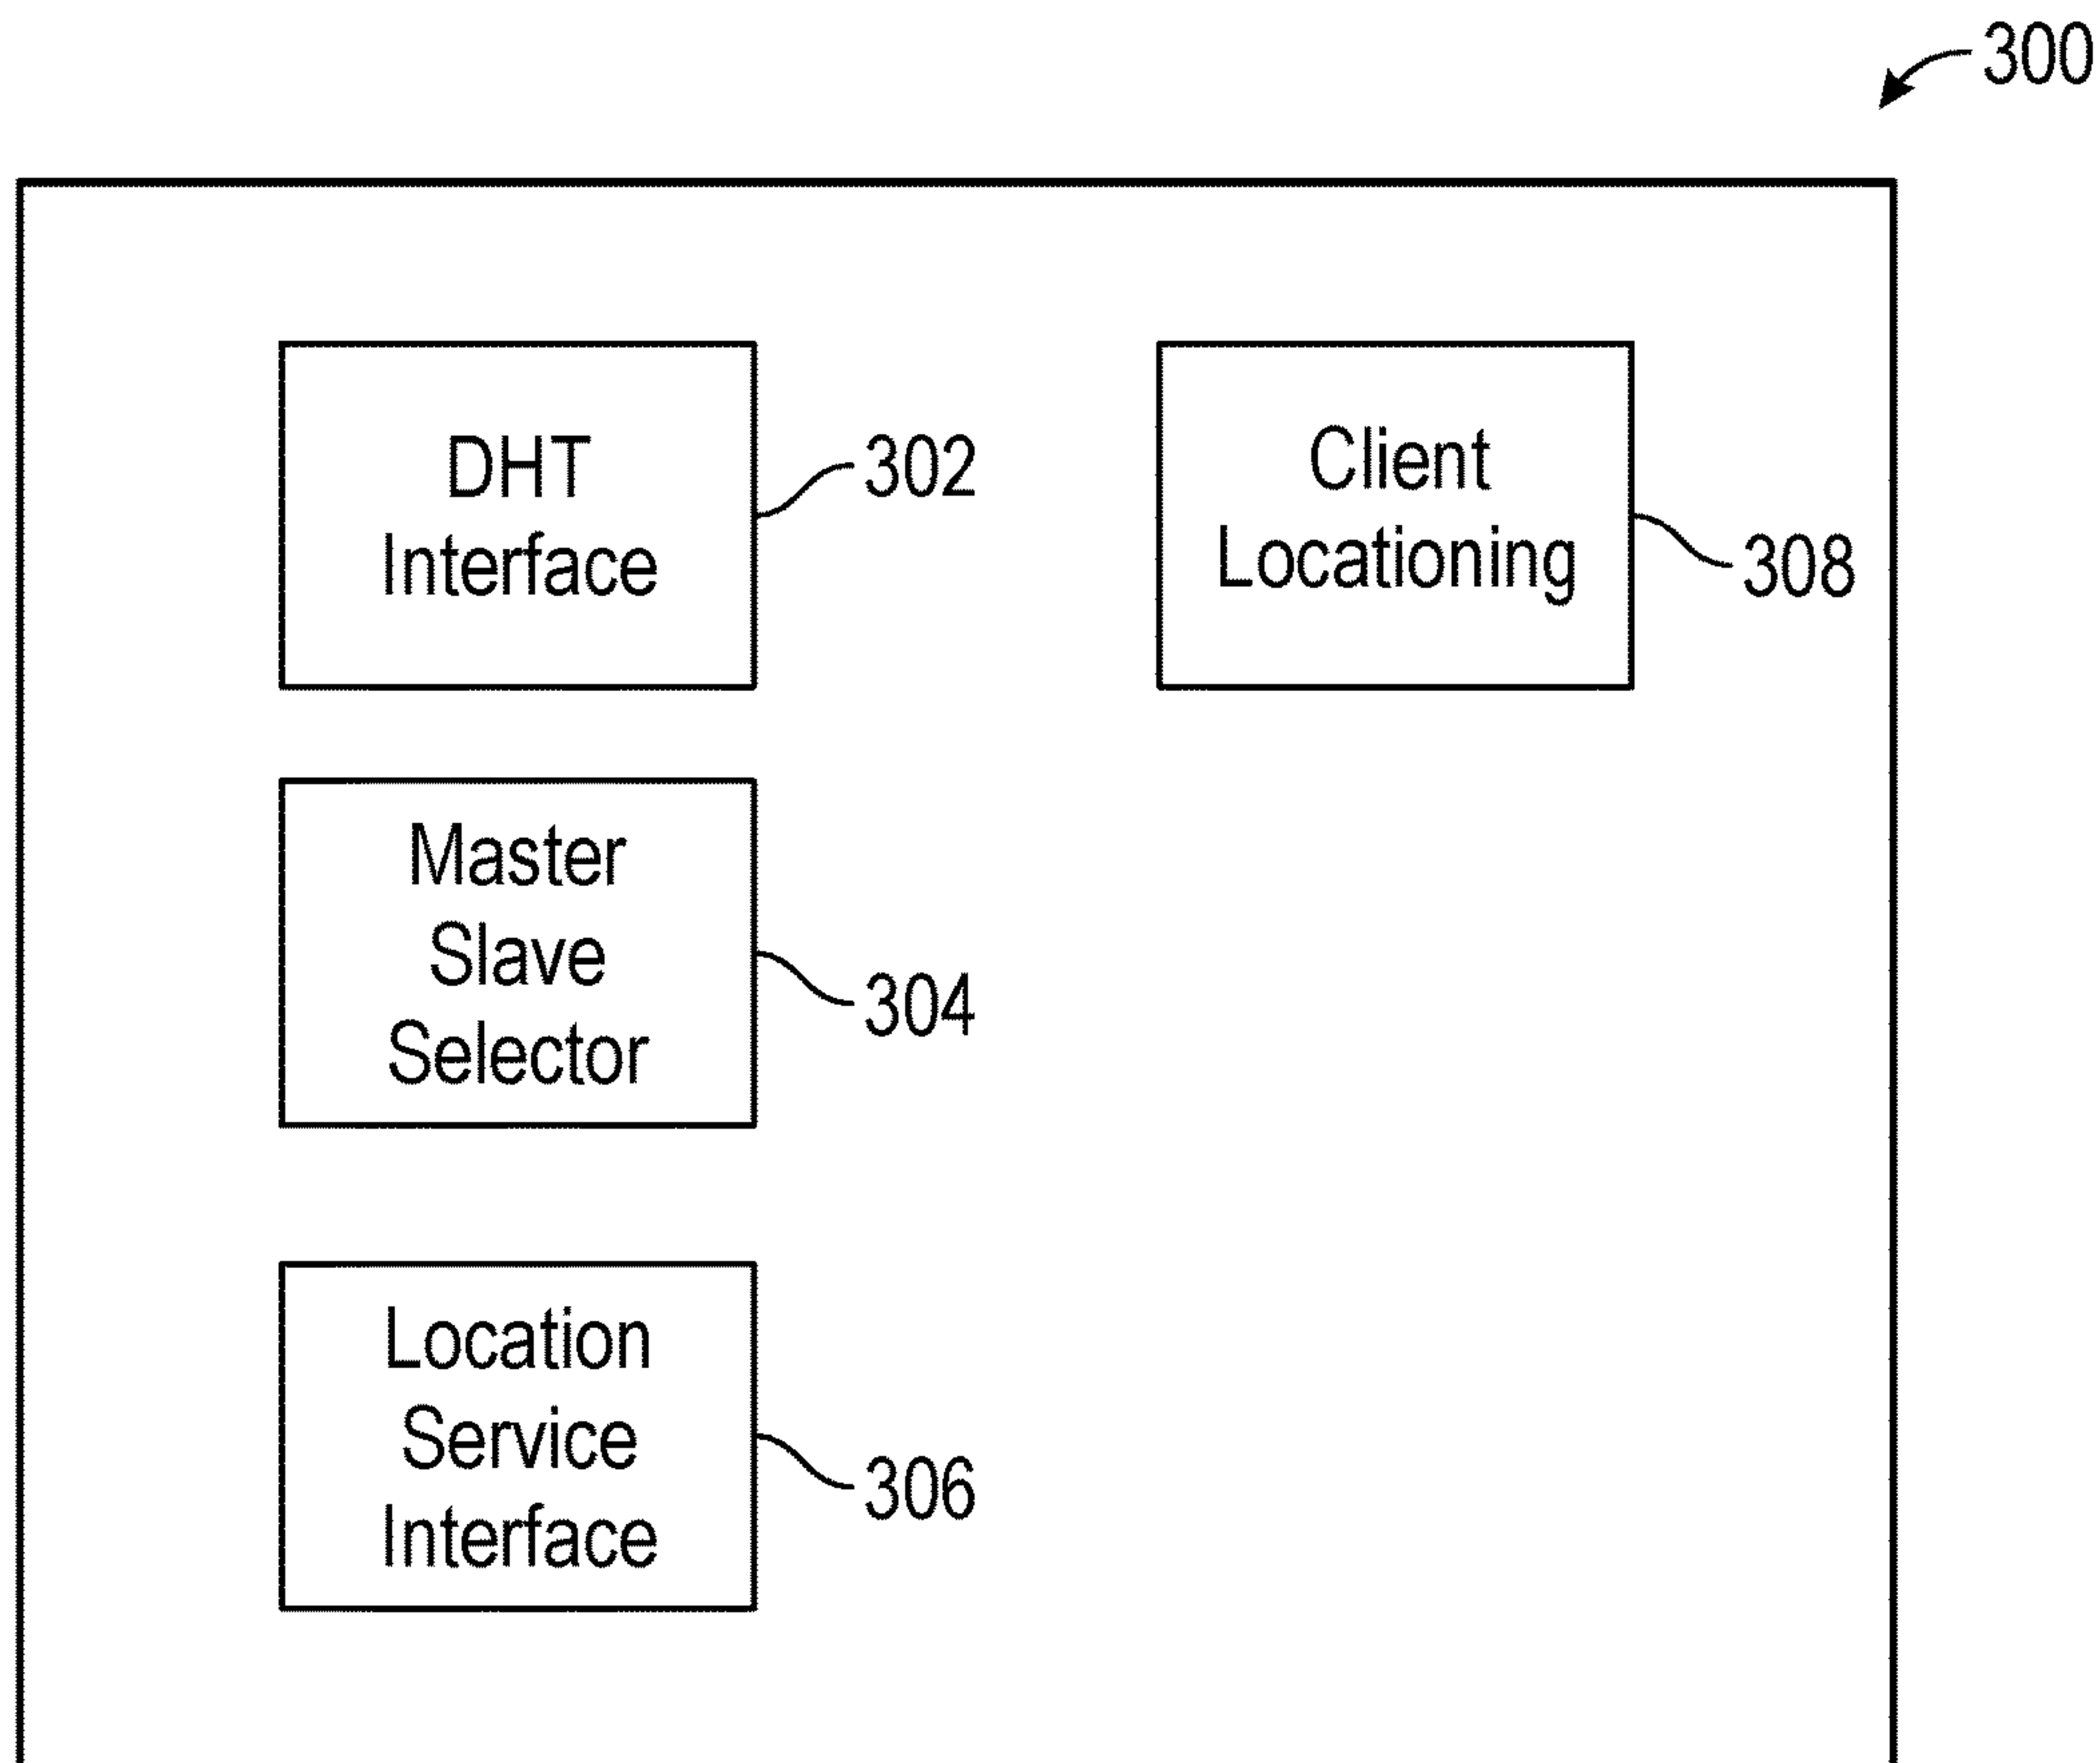 300
DHT
Interface
302
Client
Locationing
308
Master
Slave
Selector
304
Location
Service
Interface
306